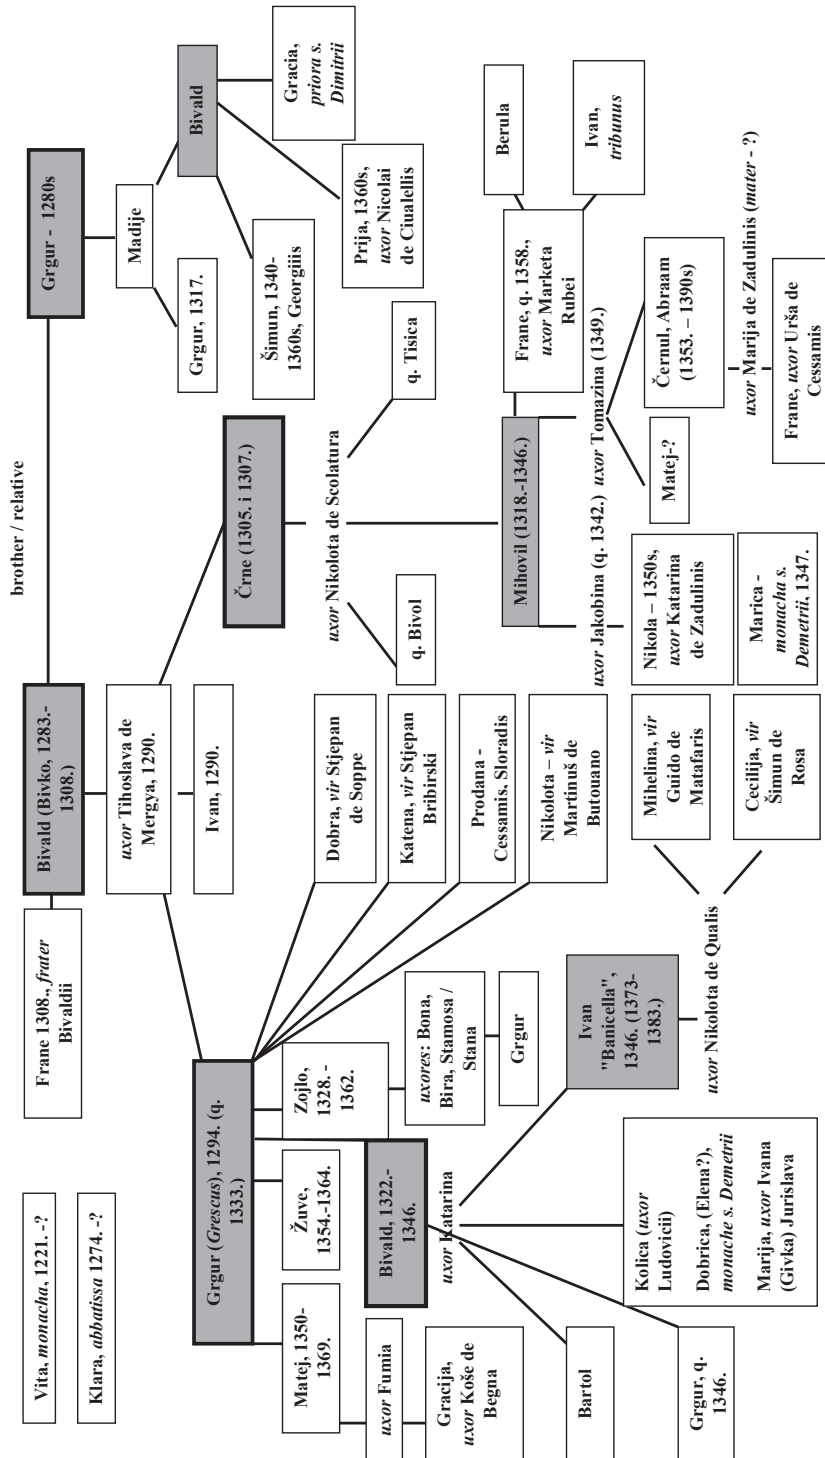 Vita, monacha, 1221. -?
Klara, abbatissa 1274. -?
Frane 1308., frater
Bivaldii
Bivald (Bivko, 1283.-
1308.)
brother / relative
Grgur - 1280s
uxor Tihoslava de
Mergya, 1290.
Ivan, 1290.
Madije
Grgur, 1317.
Bivald
Šimun, 1340-
1360s, Georgiiis
Prija, 1360s,
uxor Nicolai
de Ciualellis
Gracia,
priora s.
Dimitrii
Grgur (Grescus), 1294. (q.
1333.)
Črne (1305. i 1307.)
uxor Nikolota de Scolatura
q. Bivol
q. Tisica
Matej, 1350-
1369.
Žuve,
1354.-1364.
Zojlo,
1328. -
1362.
Dobra, vir Stjepan
de Soppe
Katena, vir Stjepan
Bribirski
Prodana -
Cessamis. Sloradis
Nikolota – vir
Martinuš de
Butouano
uxor Fumia
Gracija,
uxor Koše de
Begna
Bivald, 1322.-
1346.
uxor Katarina
uxores: Bona,
Bira, Stamosa /
Stana
Grgur
Mihovil (1318.-1346.)
Frane, q. 1358.,
uxor Marketa
Rubei
Berula
Ivan,
tribunus
uxor Jakobina (q. 1342.)
uxor Tomazina (1349.)
Bartol
Grgur, q.
1346.
Kolica (uxor
Ludovicii)
Dobrica, (Elena?),
monache s. Demetrii
Marija, uxor Ivana
(Givka) Jurislava
Ivan
"Banicella",
1346. (1373-
1383.)
uxor Nikolota de Qualis
Mihelina, vir
Guido de
Matafaris
Cecilija, vir
Šimun de
Rosa
Nikola – 1350s,
uxor Katarina
de Zadulinis
Marica -
monacha s.
Demetrii, 1347.
Matej-?
Černul, Abraam
(1353. – 1390s)
uxor Marija de Zadulinis (mater - ?)
Frane, uxor Urša de
Cessamis